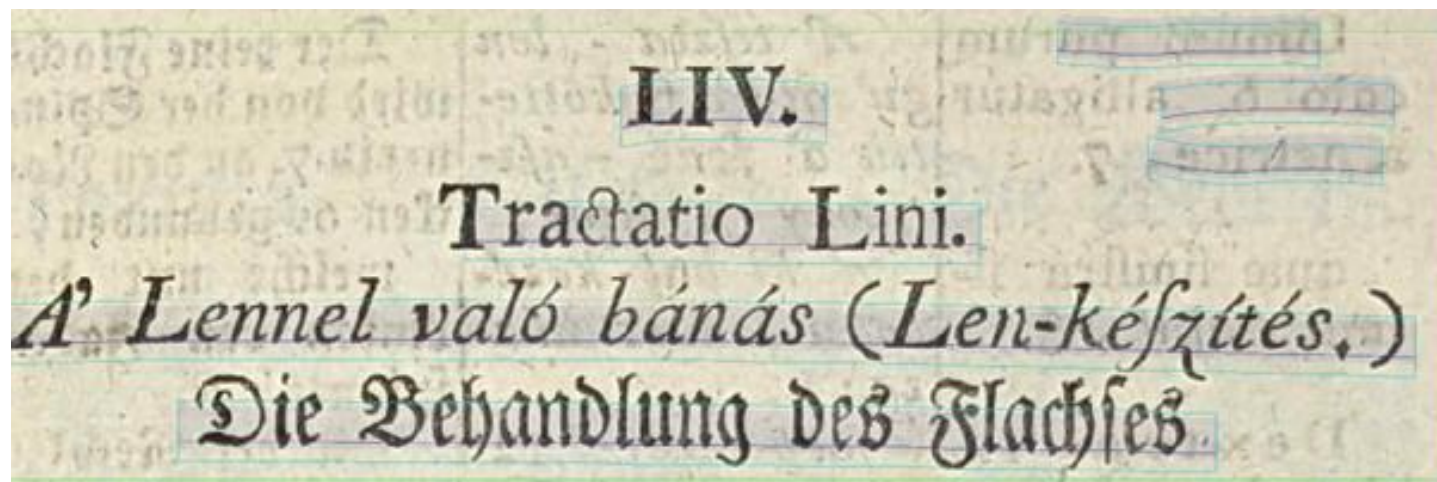 LIV.
Tractatio Lini.
A' Lennel való bánás (Len-kéſzítés.)
Die Behandlung des Flachſes